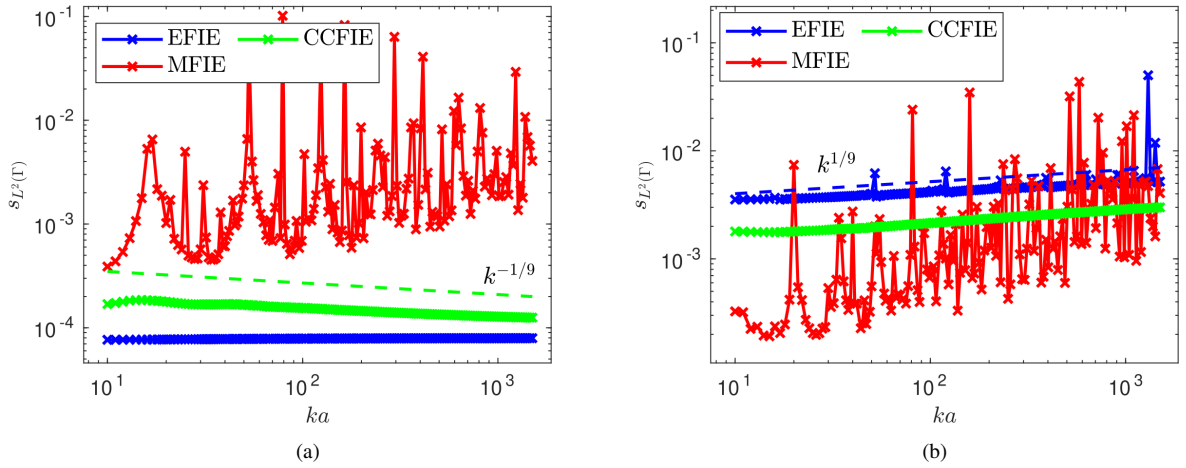 EFIE CCFIE
MFIE
s_{L^2(Γ)}
10^{-1}
10^{-2}
10^{-3}
10^{-4}
k^{-1/9}
10^1 10^2 10^3
ka
(a)
EFIE CCFIE
MFIE
s_{L^2(Γ)}
10^{-1}
10^{-2}
10^{-3}
k^{1/9}
10^1 10^2 10^3
ka
(b)